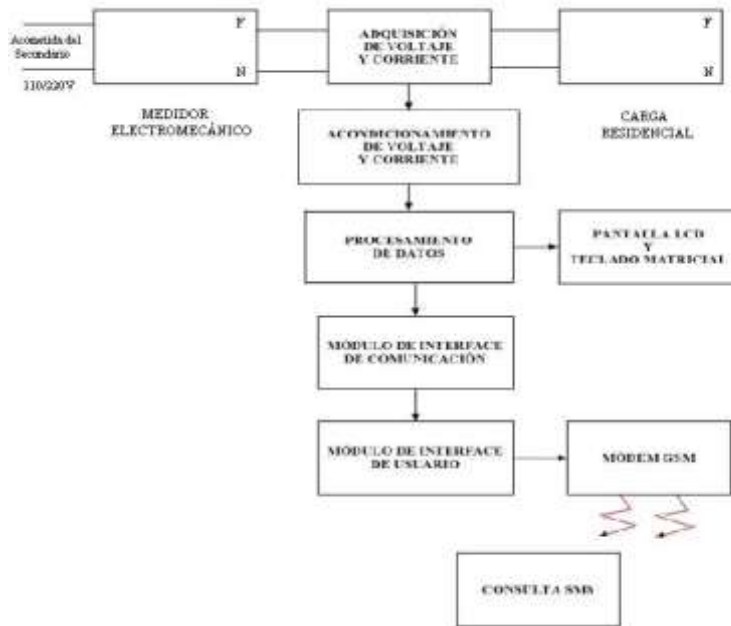 Acometida del
Secundário
110/220V
F
N
MEDIDOR
ELECTROMECÁNICO
ADQUISICIÓN
DE VOLTAJE
Y CORRIENTE
F
N
CARGA
RESIDENCIAL
ACONDICIONAMIENTO
DE VOLTAJE
Y CORRIENTE
PROCESAMIENTO
DE DATOS
PANTALLA LCD
Y
TECLADO MATRICIAL
MÓDULO DE INTERFACE
DE COMUNICACIÓN
MÓDULO DE INTERFACE
DE USUARIO
MÓDEM GSM
CONSULTA SMS